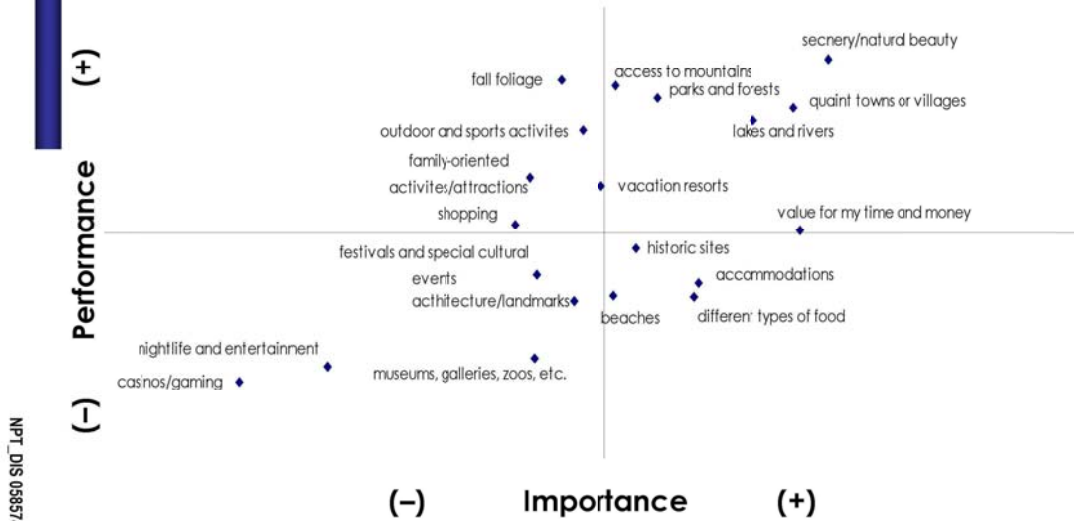 secnery/naturd beauty
(+)
fall foliage
access to mountains
parks and forests
quaint towns or villages
outdoor and sports activites
lakes and rivers
family-oriented
activites/attractions
vacation resorts
shopping
value for my time and money
Performance
festivals and special cultural
events
historic sites
accommodations
acthitecture/landmarks
beaches
different types of food
nightlife and entertainment
casinos/gaming
museums, galleries, zoos, etc.
(–)
(–) Importance (+)